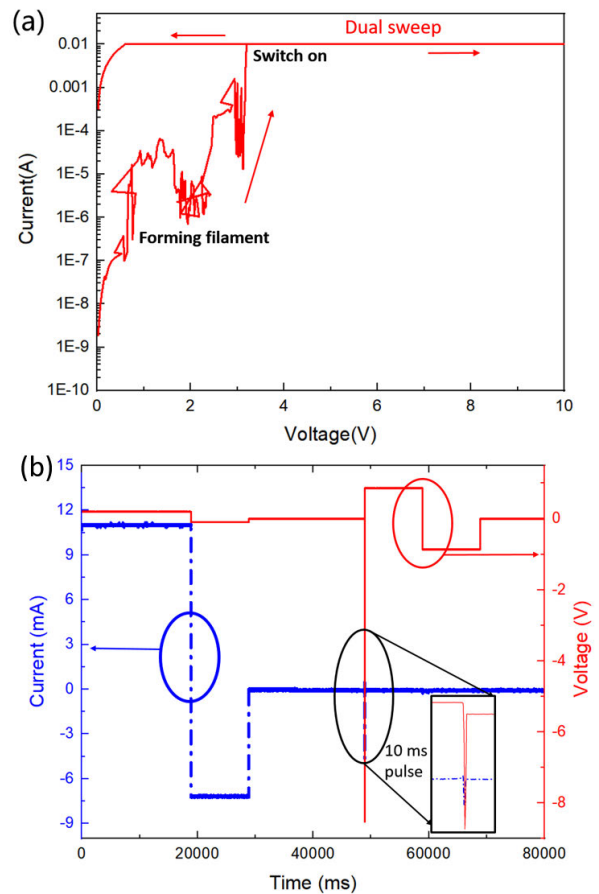 (a)
Dual sweep
Switch on
Forming filament
Current(A)
0.01
0.001
1E-4
1E-5
1E-6
1E-7
1E-8
1E-9
1E-10
0
2
4
6
8
10
Voltage(V)
(b)
Current (mA)
15
12
9
6
3
0
-3
-6
-9
Voltage (V)
0
-2
-4
-6
-8
10 ms
pulse
0
20000
40000
60000
80000
Time (ms)